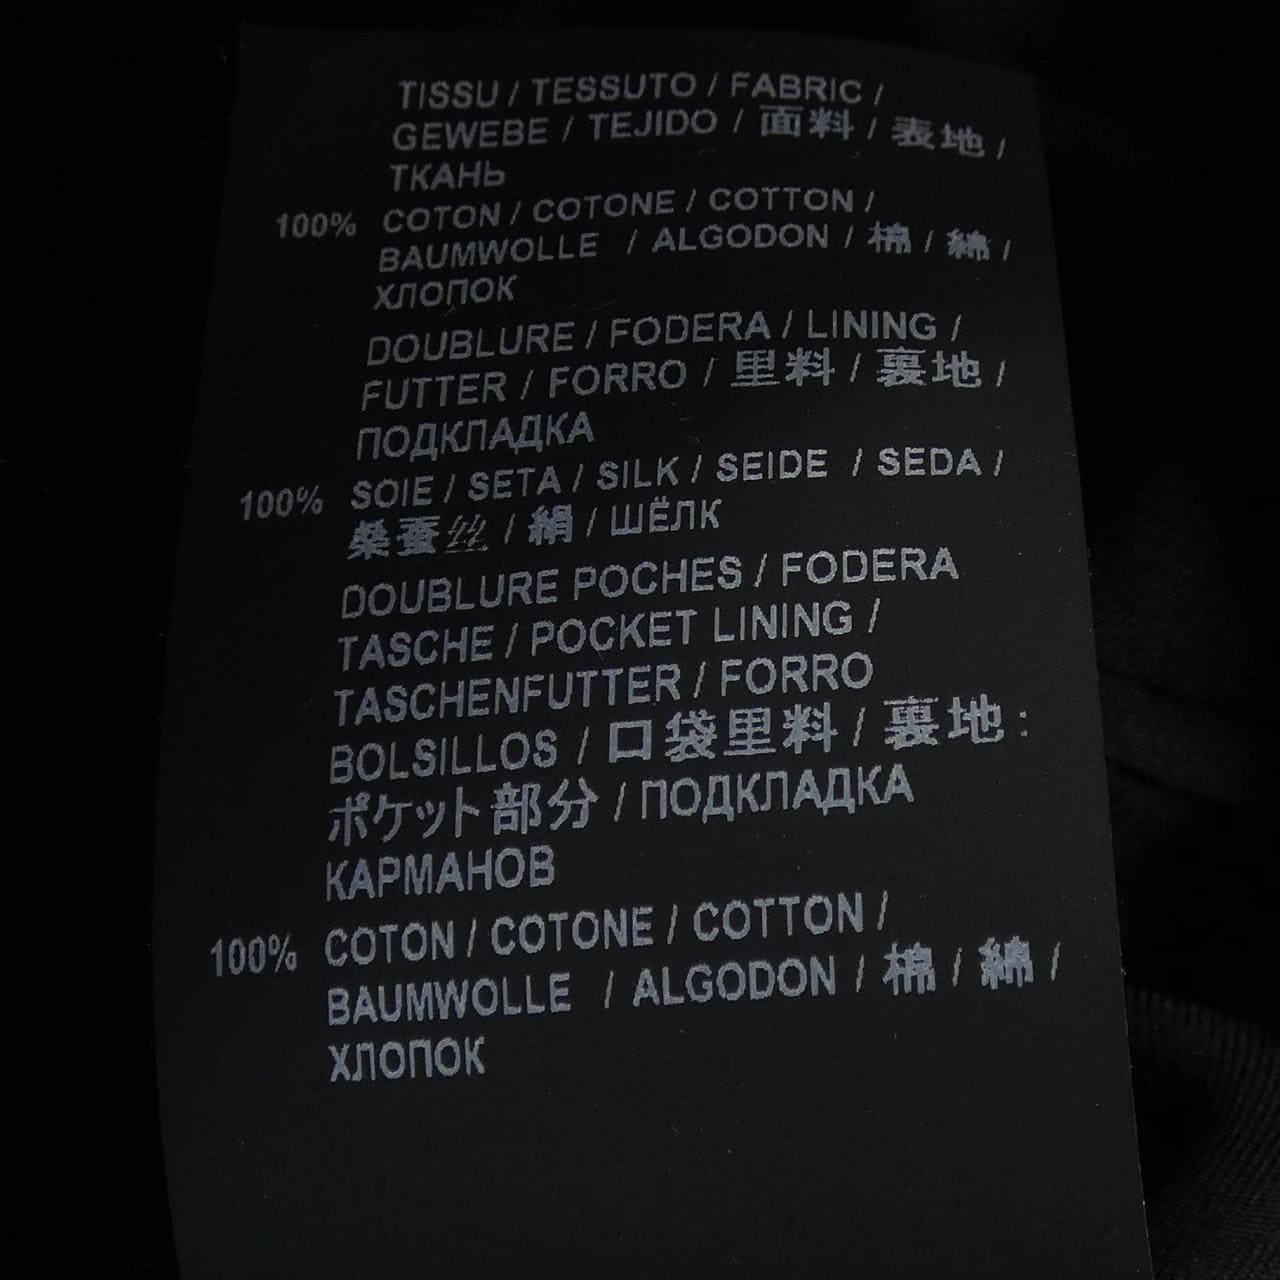 TISSU / TESSUTO / FABRIC /
GEWEBE / TEJIDO / 面料 / 表地 /
ТКАНЬ
100% COTON / COTONE / COTTON /
BAUMWOLLE / ALGODON / 棉 / 綿 /
ХЛОПОК
DOUBLURE / FODERA / LINING /
FUTTER / FORRO / 里料 / 裏地 /
ПОДКЛАДКА
100% SOIE / SETA / SILK / SEIDE / SEDA /
桑蚕丝 / 絹 / ШЁЛК
DOUBLURE POCHES / FODERA
TASCHE / POCKET LINING /
TASCHENFUTTER / FORRO
BOLSILLOS / 口袋里料 / 裏地:
ポケット部分 / ПОДКЛАДКА
КАРМАНОВ
100% COTON / COTONE / COTTON /
BAUMWOLLE / ALGODON / 棉 / 綿 /
ХЛОПОК